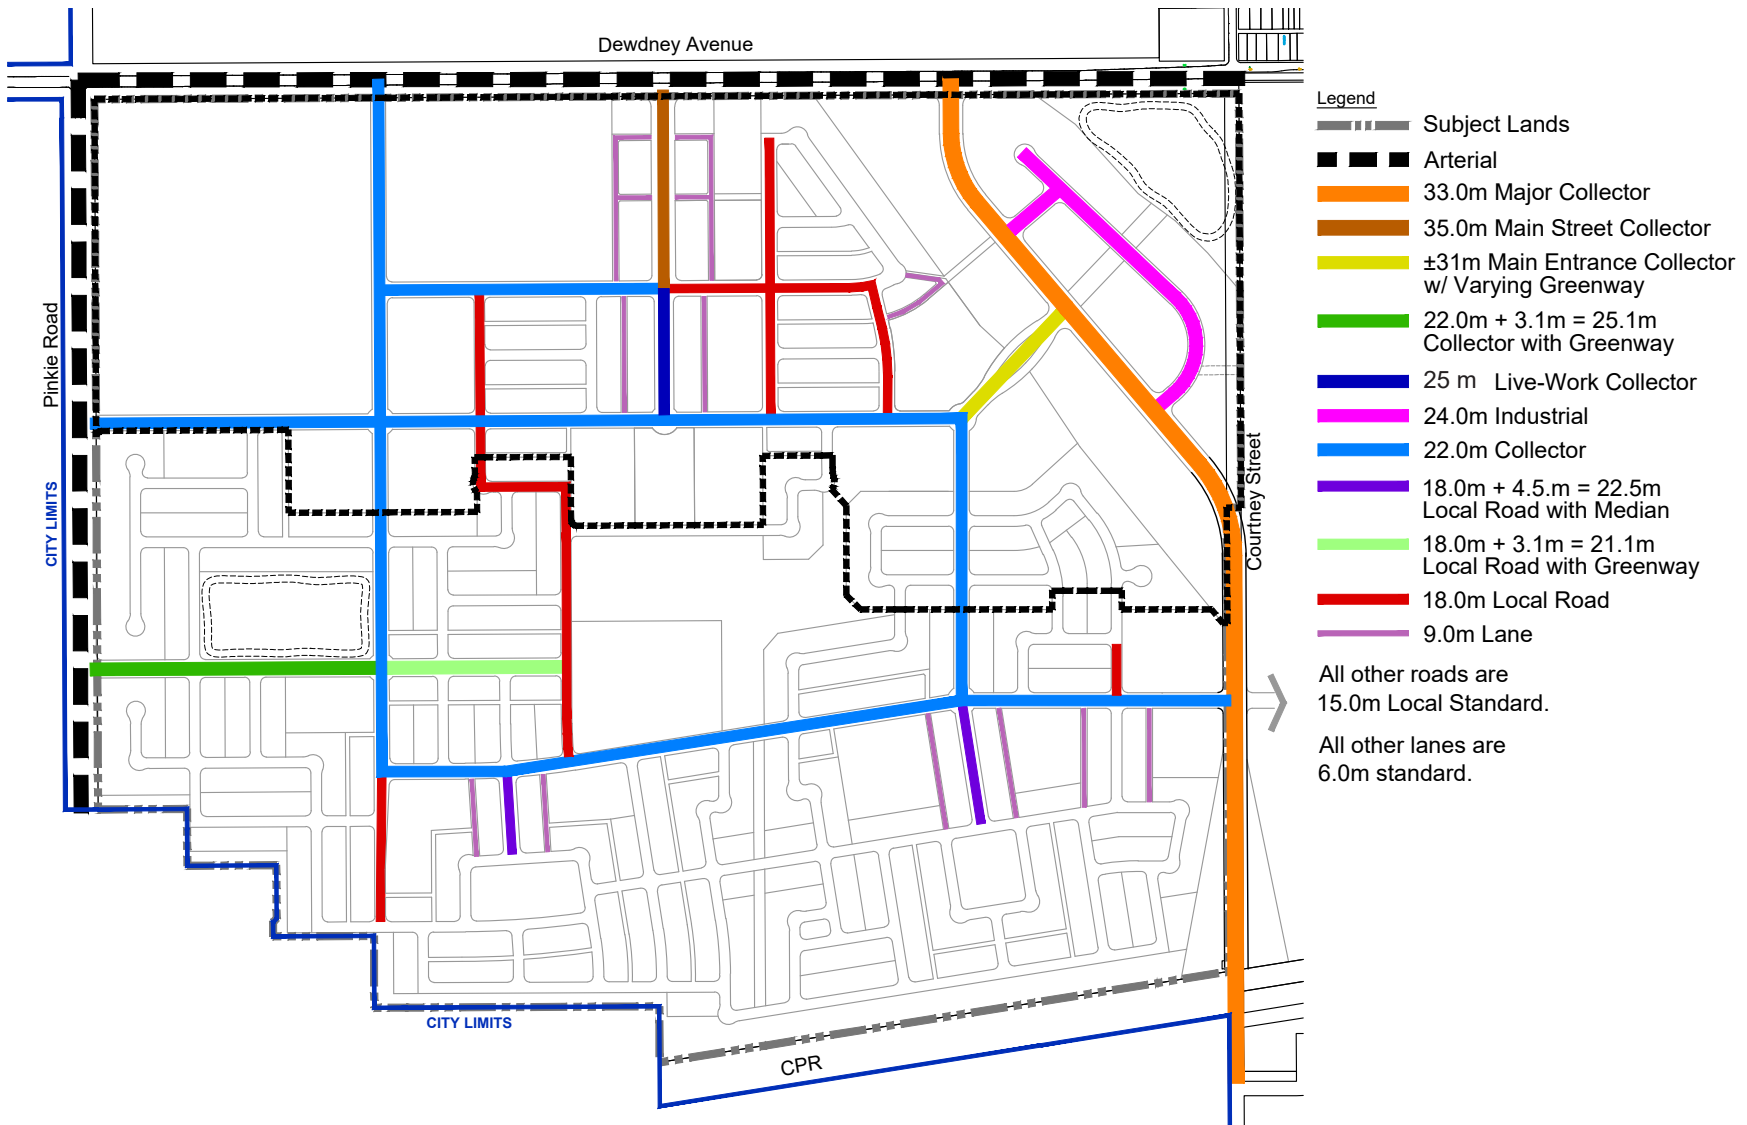 Dewdney Avenue
Pinkie Road
CITY LIMITS
Courtney Street
CITY LIMITS
CPR
Legend
Subject Lands
Arterial
33.0m Major Collector
35.0m Main Street Collector
±31m Main Entrance Collector
w/ Varying Greenway
22.0m + 3.1m = 25.1m
Collector with Greenway
25 m Live-Work Collector
24.0m Industrial
22.0m Collector
18.0m + 4.5.m = 22.5m
Local Road with Median
18.0m + 3.1m = 21.1m
Local Road with Greenway
18.0m Local Road
9.0m Lane
All other roads are
15.0m Local Standard.
All other lanes are
6.0m standard.